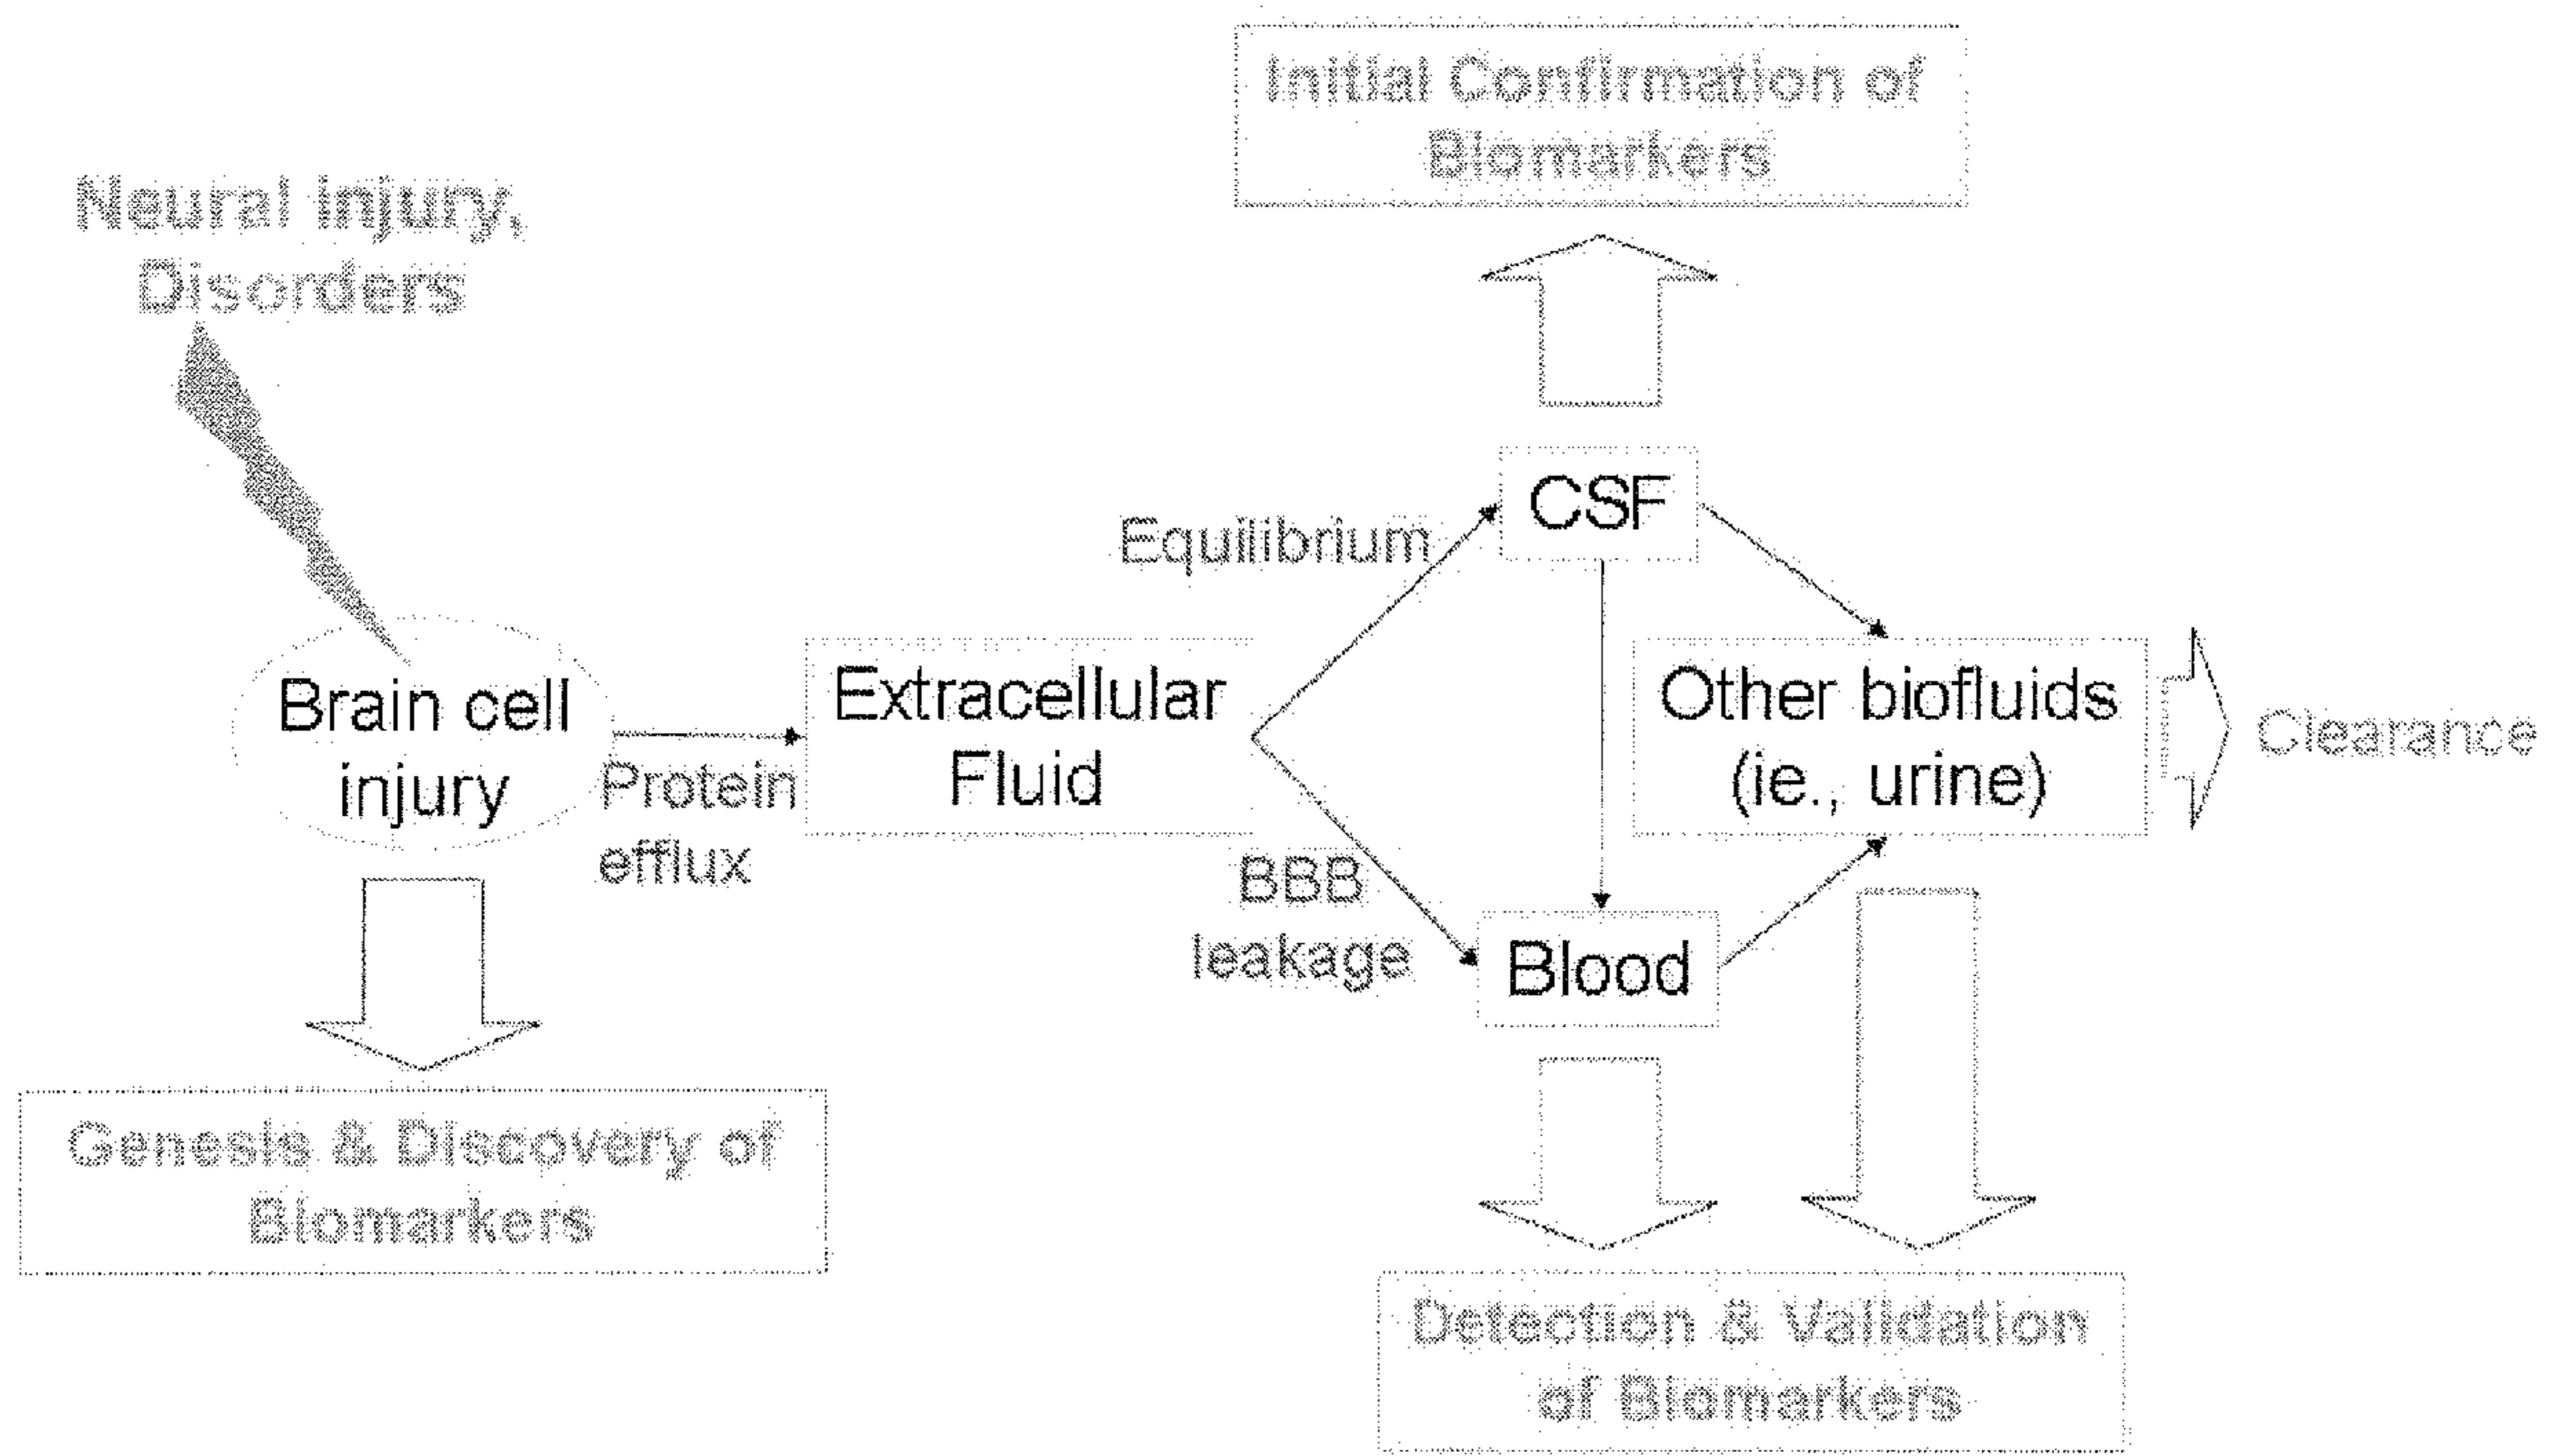 Initial Confirmation of
Biomarkers
Neural injury,
Disorders
CSF
Equilibrium
Brain cell
injury
Protein
efflux
Extracellular
Fluid
Other biofluids
(ie., urine)
Clearance
BBB
leakage
Blood
Genesis & Discovery of
Biomarkers
Detection & Validation
of Biomarkers